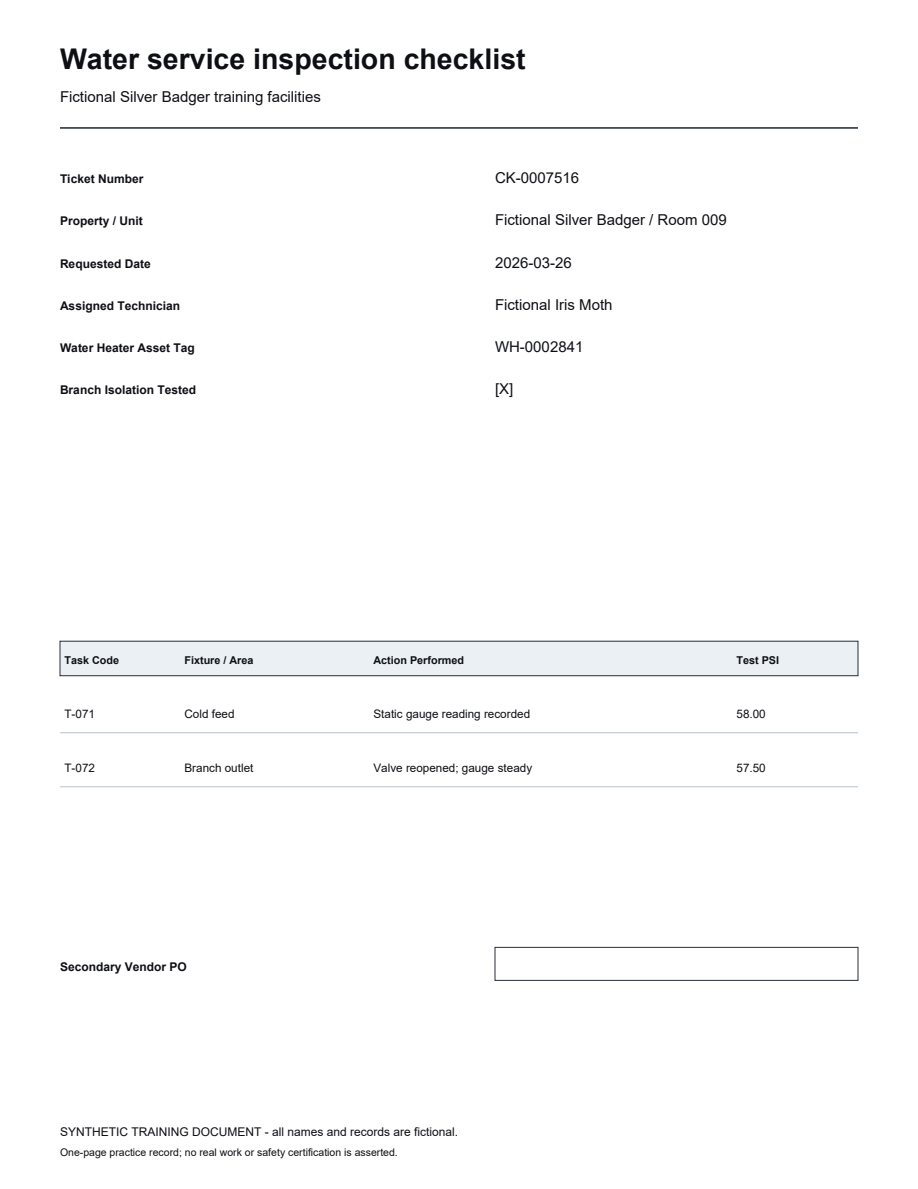 Water service inspection checklist
Fictional Silver Badger training facilities
Ticket Number CK-0007516
Property / Unit Fictional Silver Badger / Room 009
Requested Date 2026-03-26
Assigned Technician Fictional Iris Moth
Water Heater Asset Tag WH-0002841
Branch Isolation Tested [X]
Task Code Fixture / Area Action Performed Test PSI
T-071 Cold feed Static gauge reading recorded 58.00
T-072 Branch outlet Valve reopened; gauge steady 57.50
Secondary Vendor PO
SYNTHETIC TRAINING DOCUMENT - all names and records are fictional.
One-page practice record; no real work or safety certification is asserted.